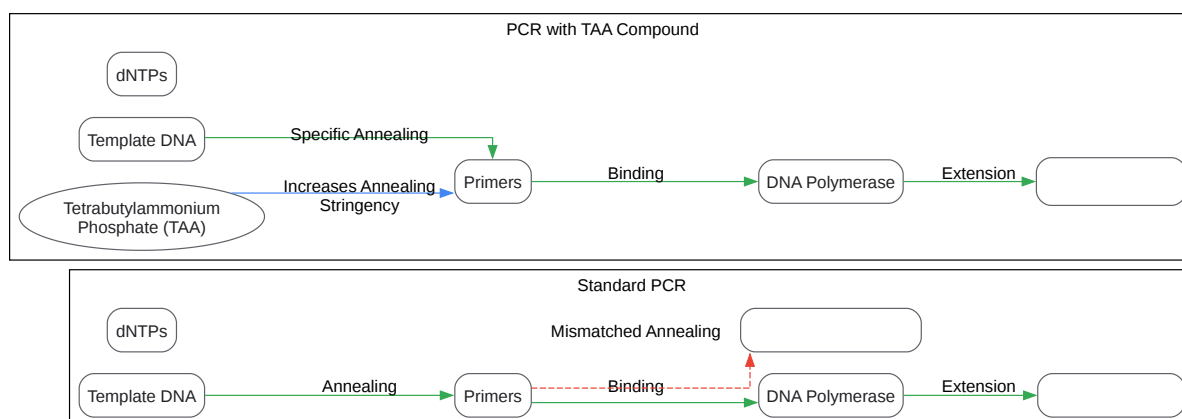 PCR with TAA Compound
dNTPs
Template DNA
Specific Annealing
Tetrabutylammonium
Phosphate (TAA)
Increases Annealing
Stringency
Primers
Binding
DNA Polymerase
Extension
Standard PCR
dNTPs
Mismatched Annealing
Template DNA
Annealing
Primers
Binding
DNA Polymerase
Extension